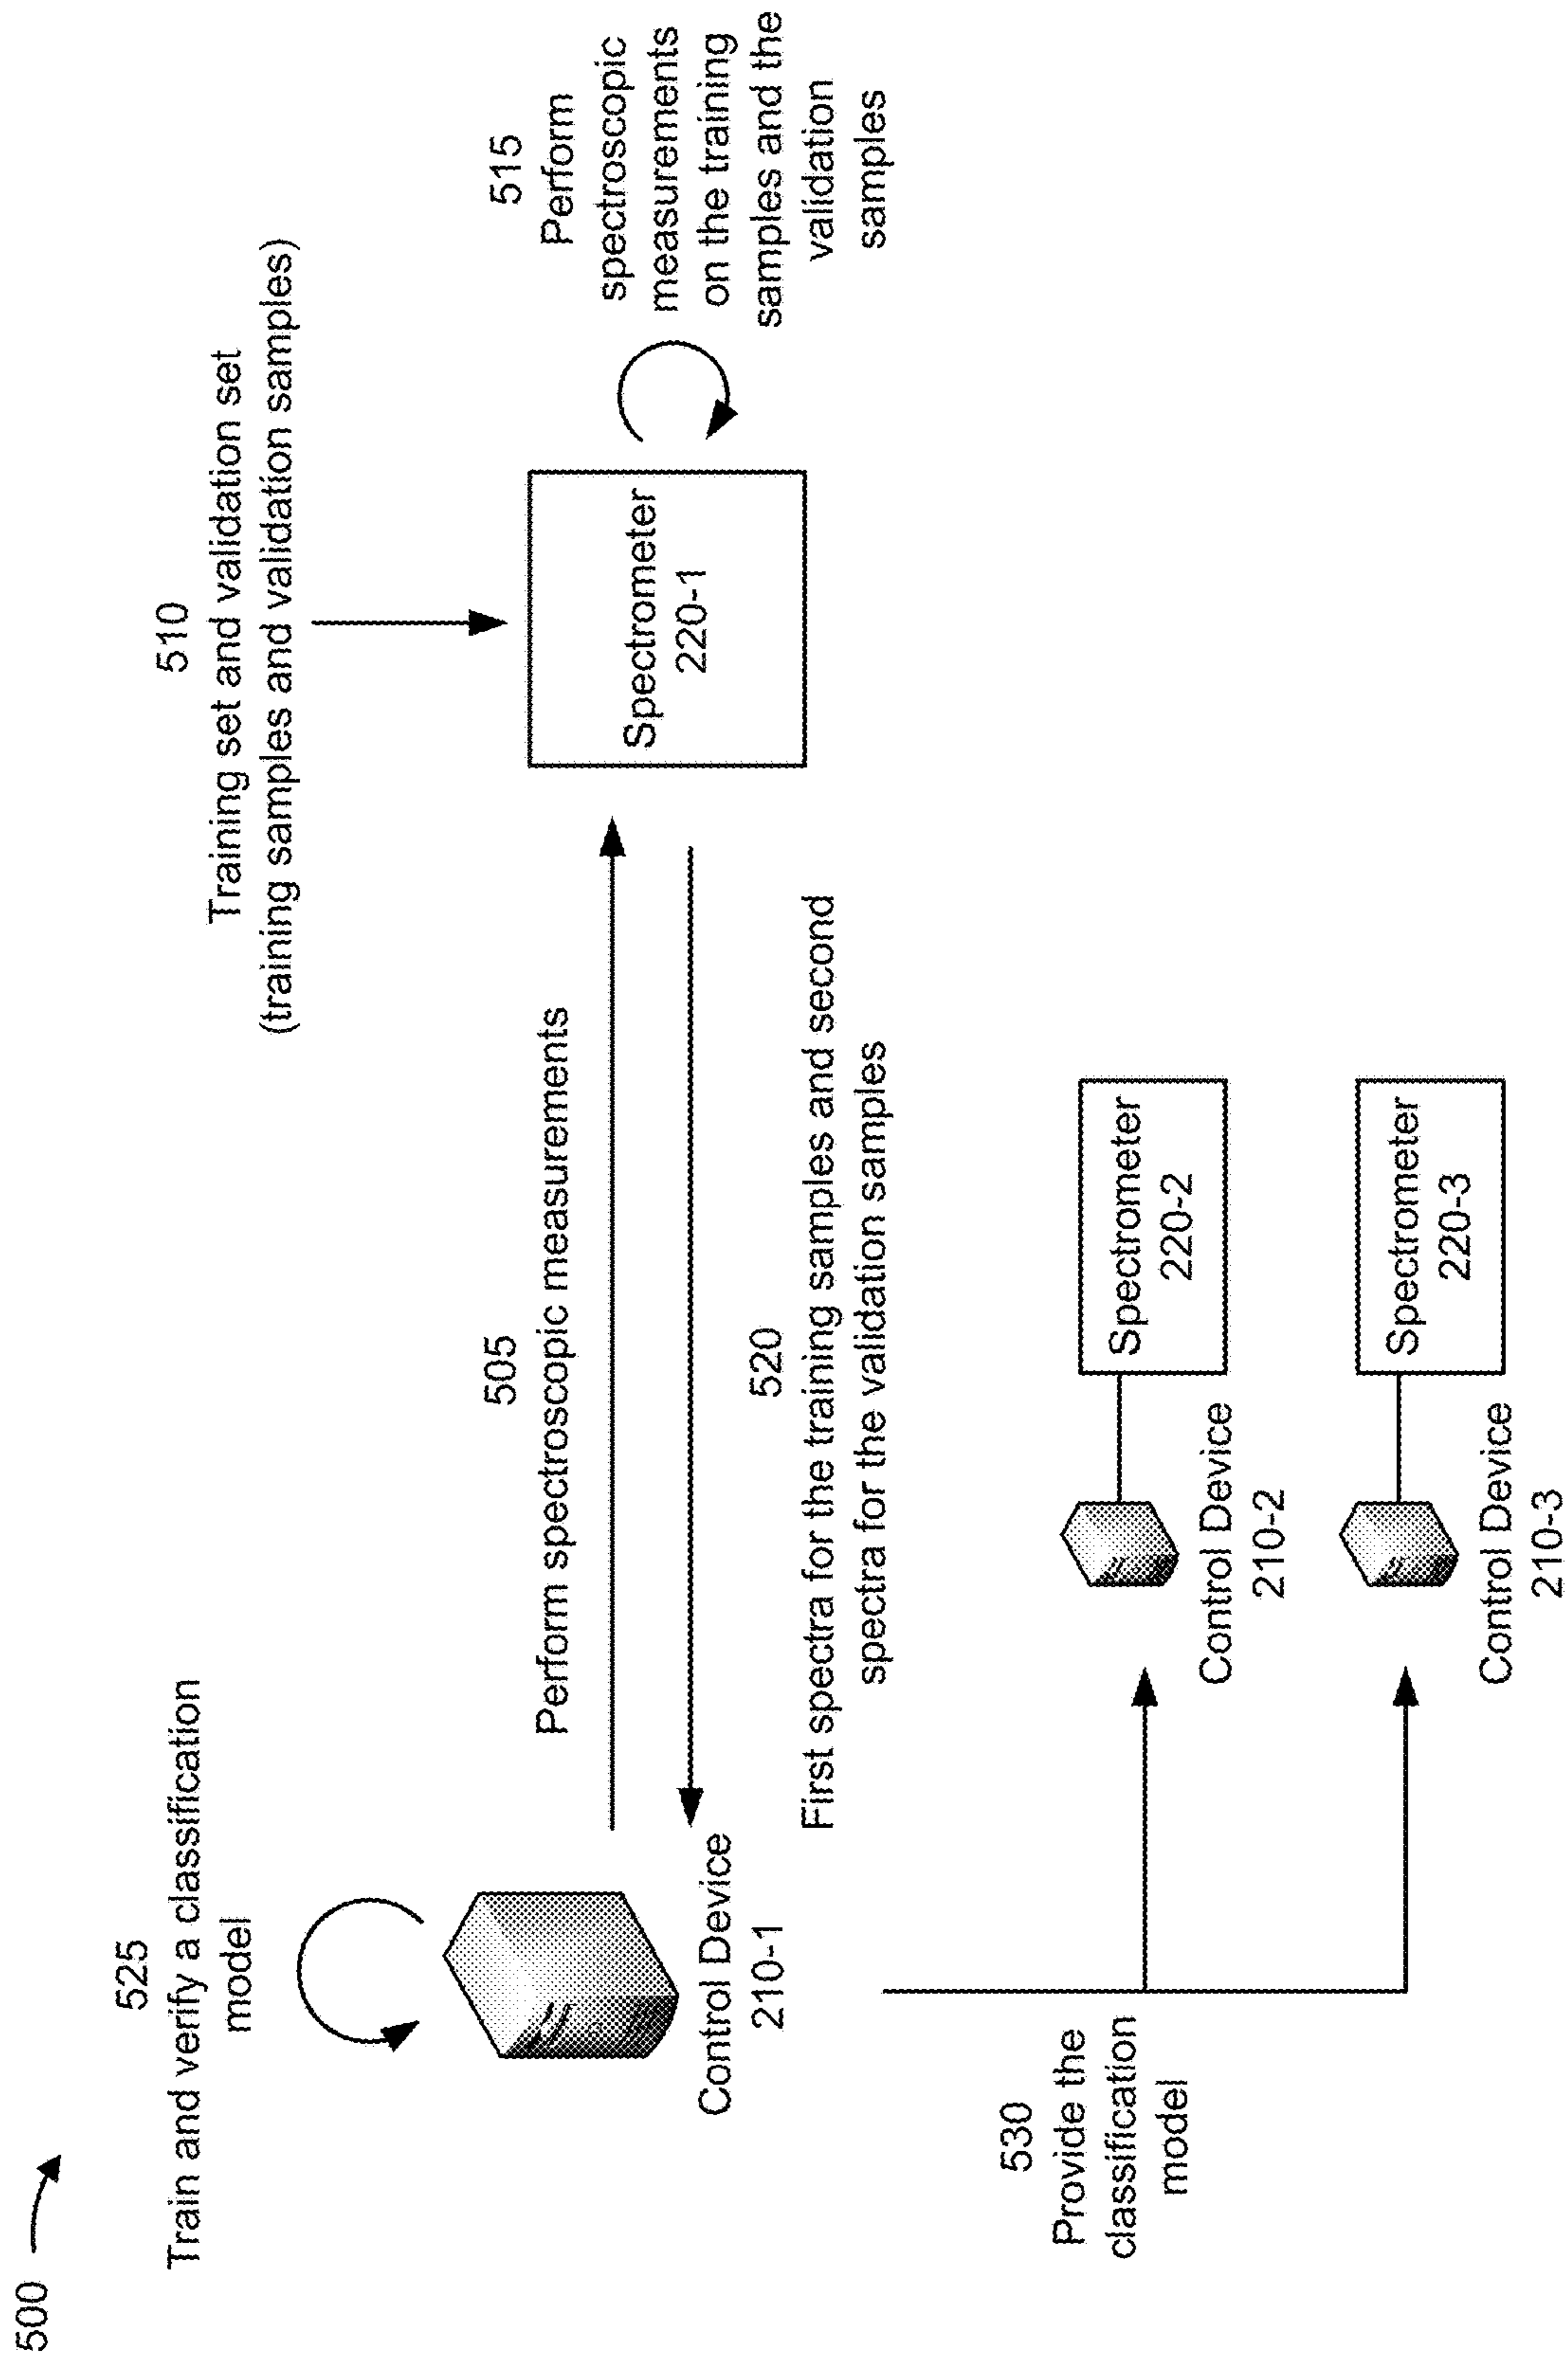 500
525
Train and verify a classification
model
510
Training set and validation set
(training samples and validation samples)
505
Perform spectroscopic measurements
515
Perform
spectroscopic
measurements
on the training
samples and the
validation
samples
Spectrometer
220-1
Control Device
210-1
520
First spectra for the training samples and second
spectra for the validation samples
530
Provide the
classification
model
Spectrometer
220-2
Control Device
210-2
Spectrometer
220-3
Control Device
210-3